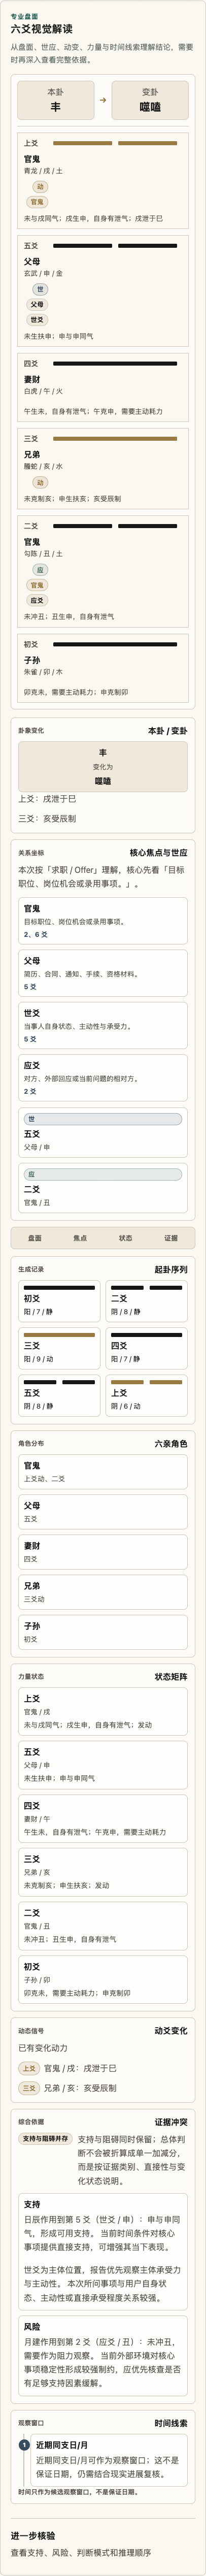 专业盘面
六爻视觉解读
从盘面、世应、动变、力量与时间线索理解结论，需要
时再深入查看完整依据。
本卦
丰
→
变卦
噬嗑
上爻
官鬼
青龙 / 戌 / 土
动
官鬼
未与戌同气；戌生申，自身有泄气；戌泄于巳
五爻
父母
玄武 / 申 / 金
世
父母
世爻
未生扶申；申与申同气
四爻
妻财
白虎 / 午 / 火
午生未，自身有泄气；午克申，需要主动耗力
三爻
兄弟
螣蛇 / 亥 / 水
动
未克制亥；申生扶亥；亥受辰制
二爻
官鬼
勾陈 / 丑 / 土
应
官鬼
应爻
未冲丑；丑生申，自身有泄气
初爻
子孙
朱雀 / 卯 / 木
卯克未，需要主动耗力；申克制卯
卦象变化
本卦 / 变卦
丰
变化为
噬嗑
上爻：戌泄于巳
三爻：亥受辰制
关系坐标
核心焦点与世应
本次按「求职 / Offer」理解，核心先看「目标
职位、岗位机会或录用事项。」。
官鬼
目标职位、岗位机会或录用事项。
2、6 爻
父母
简历、合同、通知、手续、资格材料。
5 爻
世爻
当事人自身状态、主动性与承受力。
5 爻
应爻
对方、外部回应或当前问题的相对方。
2 爻
世
五爻
父母 / 申
应
二爻
官鬼 / 丑
盘面
焦点
状态
证据
生成记录
起卦序列
初爻
阳 / 7 / 静
二爻
阴 / 8 / 静
三爻
阳 / 9 / 动
四爻
阳 / 7 / 静
五爻
阴 / 8 / 静
上爻
阴 / 6 / 动
角色分布
六亲角色
官鬼
上爻动、二爻
父母
五爻
妻财
四爻
兄弟
三爻动
子孙
初爻
力量状态
状态矩阵
上爻
官鬼 / 戌
未与戌同气；戌生申，自身有泄气；发动
五爻
父母 / 申
未生扶申；申与申同气
四爻
妻财 / 午
午生未，自身有泄气；午克申，需要主动耗力
三爻
兄弟 / 亥
未克制亥；申生扶亥；发动
二爻
官鬼 / 丑
未冲丑；丑生申，自身有泄气
初爻
子孙 / 卯
卯克未，需要主动耗力；申克制卯
动态信号
动爻变化
已有变化动力
上爻
官鬼 / 戌：戌泄于巳
三爻
兄弟 / 亥：亥受辰制
综合依据
证据冲突
支持与阻碍并存
支持与阻碍同时保留；总体判
断不会被折算成单一加减分，
而是按证据类别、直接性与变
化状态说明。
支持
日辰作用到第 5 爻（世爻 / 申）：申与申同
气，形成可用支持。 当前时间条件对核心
事项提供直接支持，可增强其当下表现。
世爻为主体位置，报告优先观察主体承受力
与主动性。 本次所问事项与用户自身状
态、主动性或直接承受程度关系较强。
风险
月建作用到第 2 爻（应爻 / 丑）：未冲丑，
需要作为阻力观察。 当前外部环境对核心
事项稳定性形成较强制约，应优先核查是否
有足够支持因素缓解。
观察窗口
时间线索
1
近期同支日/月
近期同支日/月可作为观察窗口；这不是
保证日期，仍需结合现实进展复核。
时间只作为候选观察窗口，不是保证日期。
进一步核验
查看支持、风险、判断模式和推理顺序